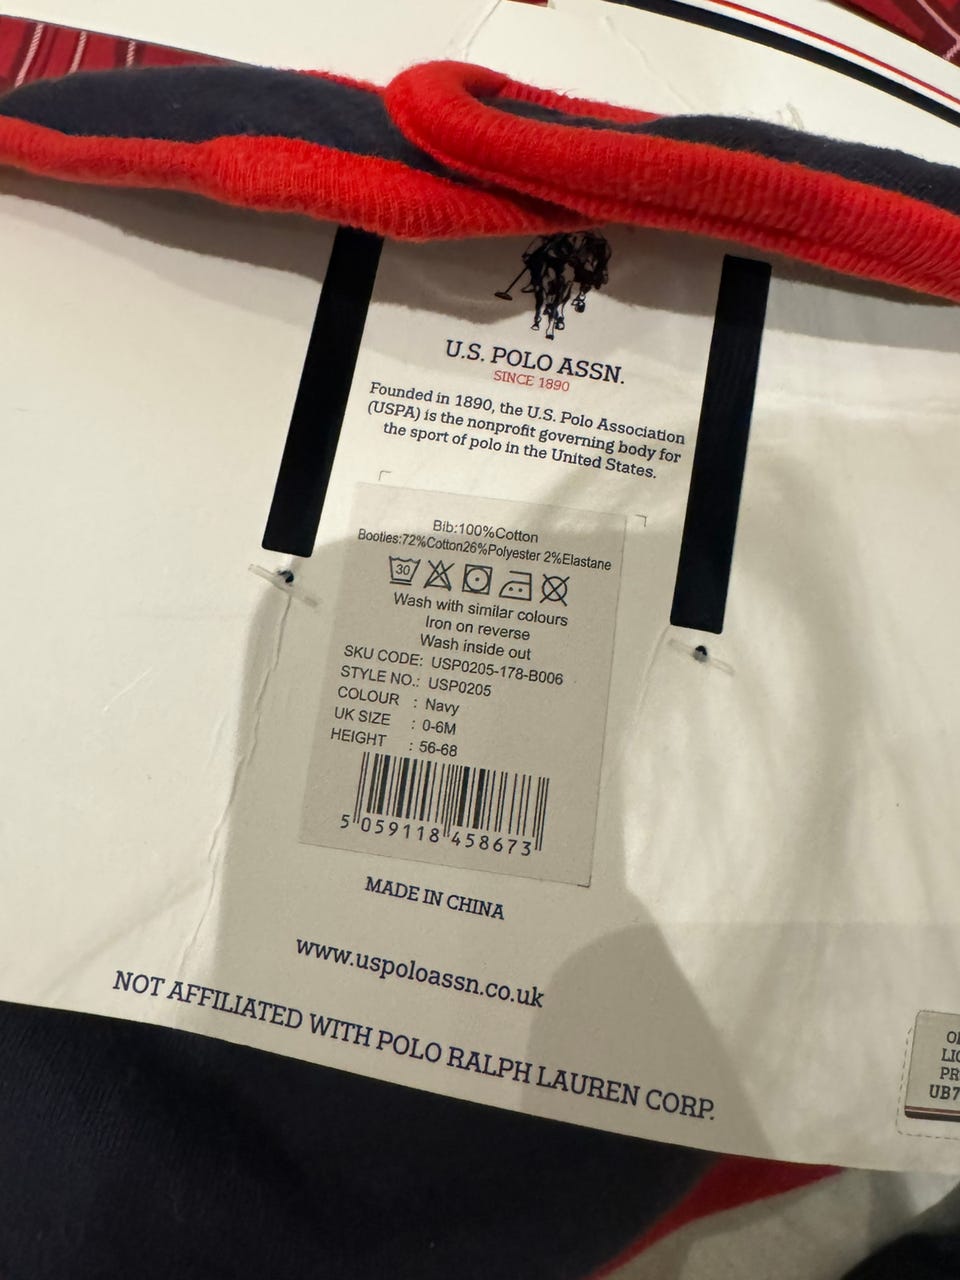 U.S. POLO ASSN.
SINCE 1890
Founded in 1890, the U.S. Polo Association
(USPA) is the nonprofit governing body for
the sport of polo in the United States.
Bib:100%Cotton
Booties:72%Cotton26%Polyester 2%Elastane
30
Wash with similar colours
Iron on reverse
Wash inside out
SKU CODE: USP0205-178-B006
STYLE NO.: USP0205
COLOUR : Navy
UK SIZE : 0-6M
HEIGHT : 56-68
5 059118 458673
MADE IN CHINA
www.uspoloassn.co.uk
NOT AFFILIATED WITH POLO RALPH LAUREN CORP.
UB7